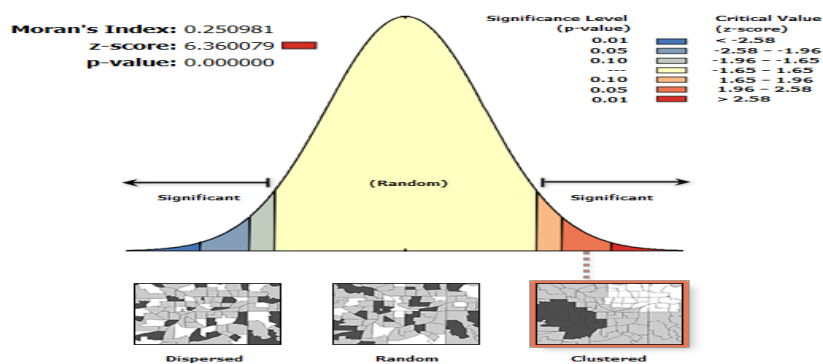 Moran's Index: 0.250981
z-score: 6.360079
p-value: 0.000000
Significance Level
(p-value)
Critical Value
(z-score)
0.01 < -2.58
0.05 -2.58 – -1.96
0.10 -1.96 – -1.65
--- -1.65 – 1.65
0.10 1.65 – 1.96
0.05 1.96 – 2.58
0.01 > 2.58
Significant
(Random)
Significant
Dispersed
Random
Clustered